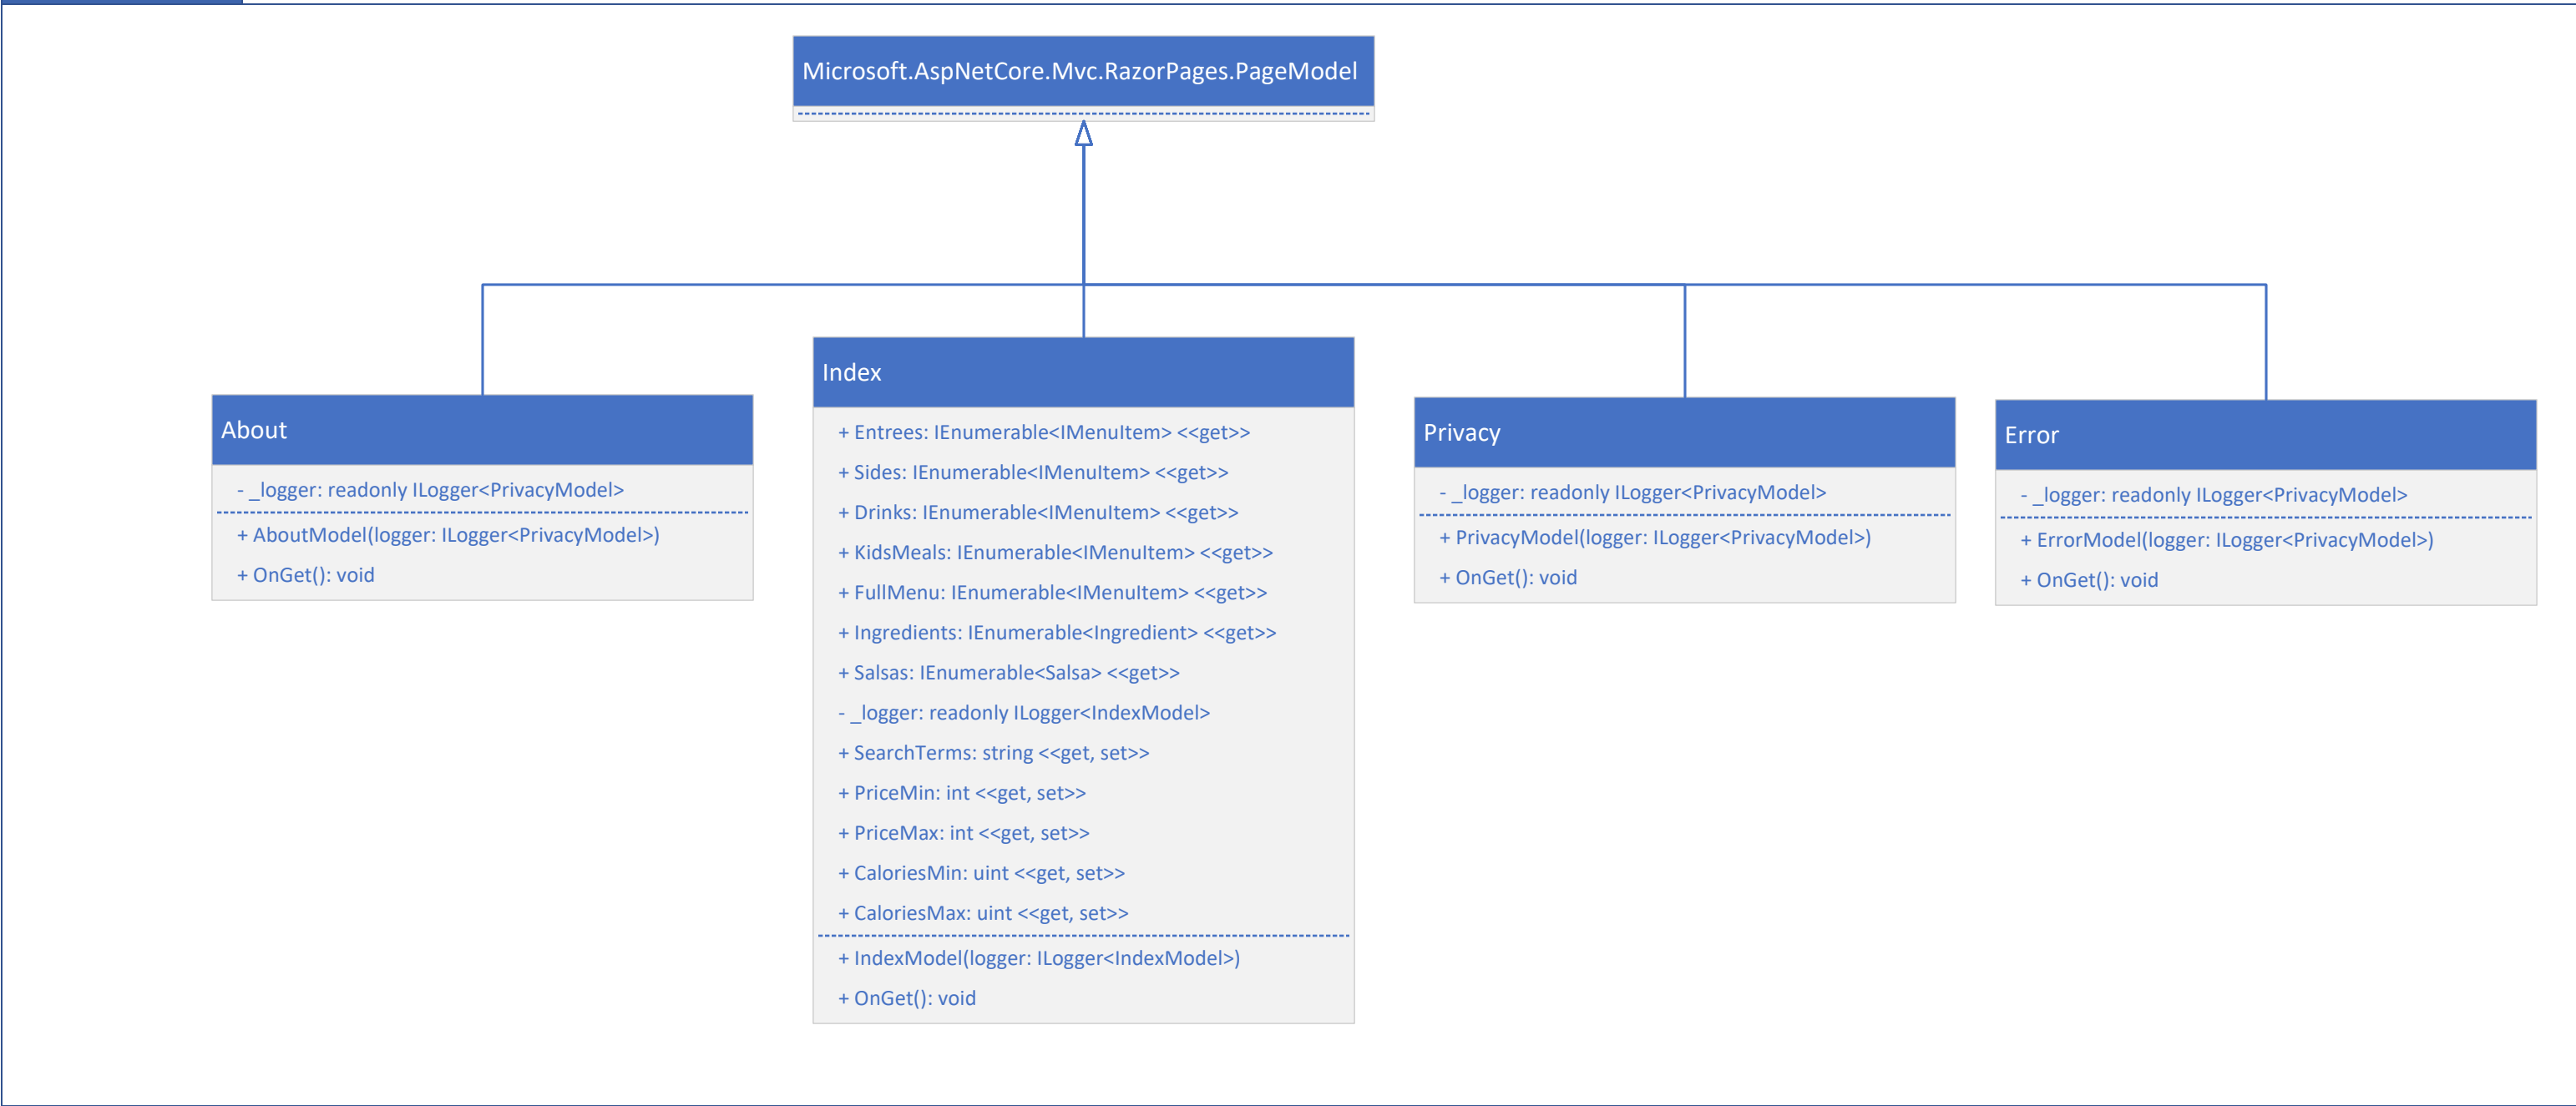 Microsoft.AspNetCore.Mvc.RazorPages.PageModel
About
- _logger: readonly ILogger<PrivacyModel>
+ AboutModel(logger: ILogger<PrivacyModel>)
+ OnGet(): void
Index
+ Entrees: IEnumerable<IMenuItem> <<get>>
+ Sides: IEnumerable<IMenuItem> <<get>>
+ Drinks: IEnumerable<IMenuItem> <<get>>
+ KidsMeals: IEnumerable<IMenuItem> <<get>>
+ FullMenu: IEnumerable<IMenuItem> <<get>>
+ Ingredients: IEnumerable<Ingredient> <<get>>
+ Salsas: IEnumerable<Salsa> <<get>>
- _logger: readonly ILogger<IndexModel>
+ SearchTerms: string <<get, set>>
+ PriceMin: int <<get, set>>
+ PriceMax: int <<get, set>>
+ CaloriesMin: uint <<get, set>>
+ CaloriesMax: uint <<get, set>>
+ IndexModel(logger: ILogger<IndexModel>)
+ OnGet(): void
Privacy
- _logger: readonly ILogger<PrivacyModel>
+ PrivacyModel(logger: ILogger<PrivacyModel>)
+ OnGet(): void
Error
- _logger: readonly ILogger<PrivacyModel>
+ ErrorModel(logger: ILogger<PrivacyModel>)
+ OnGet(): void